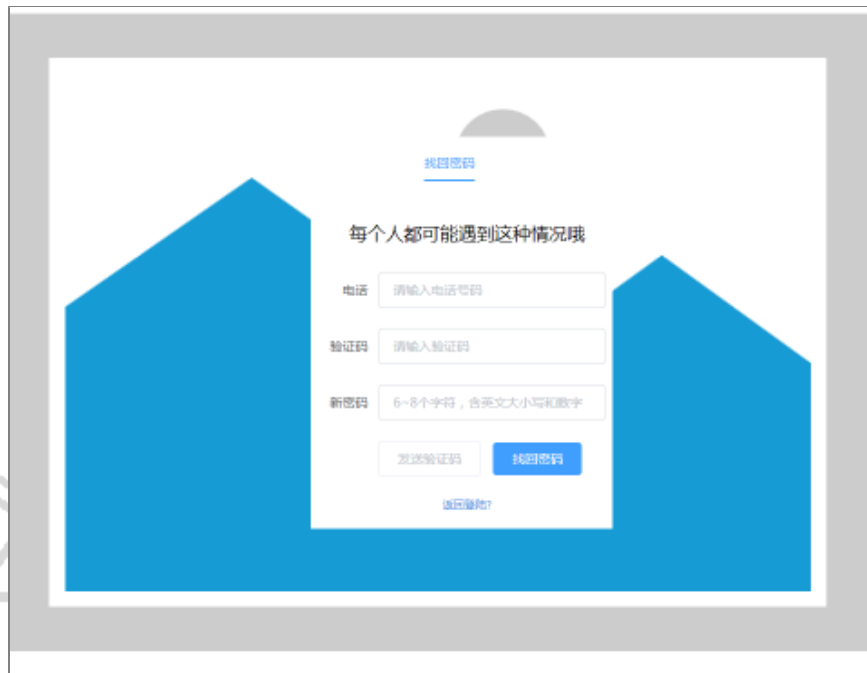 找回密码
每个人都可能遇到这种情况哦
电话 请输入电话号码
验证码 请输入验证码
新密码 6~8个字符，含英文大小写和数字
发送验证码 找回密码
返回登陆?